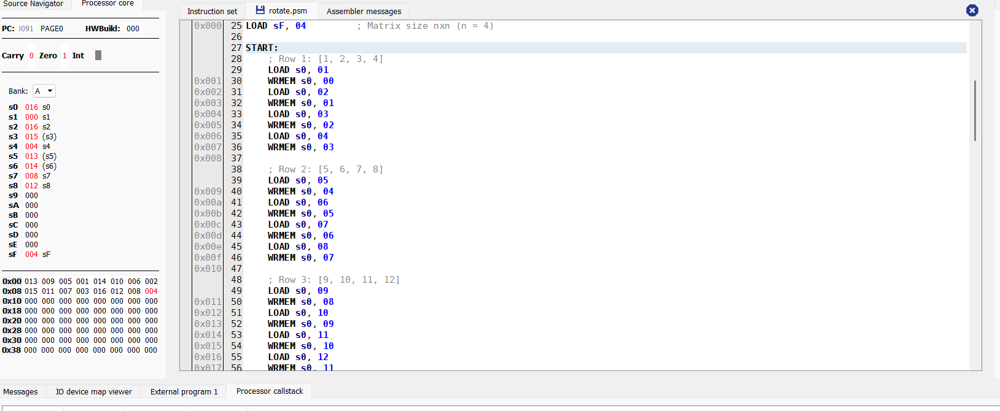 Source Navigator Processor core
PC: 0091 PAGE0 HWBuild: 000
Carry 0 Zero 1 Int
Bank: A
s0 016 s0
s1 000 s1
s2 016 s2
s3 015 (s3)
s4 004 s4
s5 013 (s5)
s6 014 (s6)
s7 008 s7
s8 012 s8
s9 000
sA 000
sB 000
sC 000
sD 000
sE 000
sF 004 sF
0x00 013 009 005 001 014 010 006 002
0x08 015 011 007 003 016 012 008 004
0x10 000 000 000 000 000 000 000 000
0x18 000 000 000 000 000 000 000 000
0x20 000 000 000 000 000 000 000 000
0x28 000 000 000 000 000 000 000 000
0x30 000 000 000 000 000 000 000 000
0x38 000 000 000 000 000 000 000 000
Instruction set rotate.psm Assembler messages
0x000 25 LOAD sF, 04 ; Matrix size nxn (n = 4)
26
27 START:
28 ; Row 1: [1, 2, 3, 4]
29 LOAD s0, 01
0x001 30 WRMEM s0, 00
0x002 31 LOAD s0, 02
0x003 32 WRMEM s0, 01
0x004 33 LOAD s0, 03
0x005 34 WRMEM s0, 02
0x006 35 LOAD s0, 04
0x007 36 WRMEM s0, 03
0x008 37
38 ; Row 2: [5, 6, 7, 8]
39 LOAD s0, 05
0x009 40 WRMEM s0, 04
0x00a 41 LOAD s0, 06
0x00b 42 WRMEM s0, 05
0x00c 43 LOAD s0, 07
0x00d 44 WRMEM s0, 06
0x00e 45 LOAD s0, 08
0x00f 46 WRMEM s0, 07
0x010 47
48 ; Row 3: [9, 10, 11, 12]
49 LOAD s0, 09
0x011 50 WRMEM s0, 08
0x012 51 LOAD s0, 10
0x013 52 WRMEM s0, 09
0x014 53 LOAD s0, 11
0x015 54 WRMEM s0, 10
0x016 55 LOAD s0, 12
0x017 56 WRMEM s0, 11
Messages IO device map viewer External program 1 Processor callstack